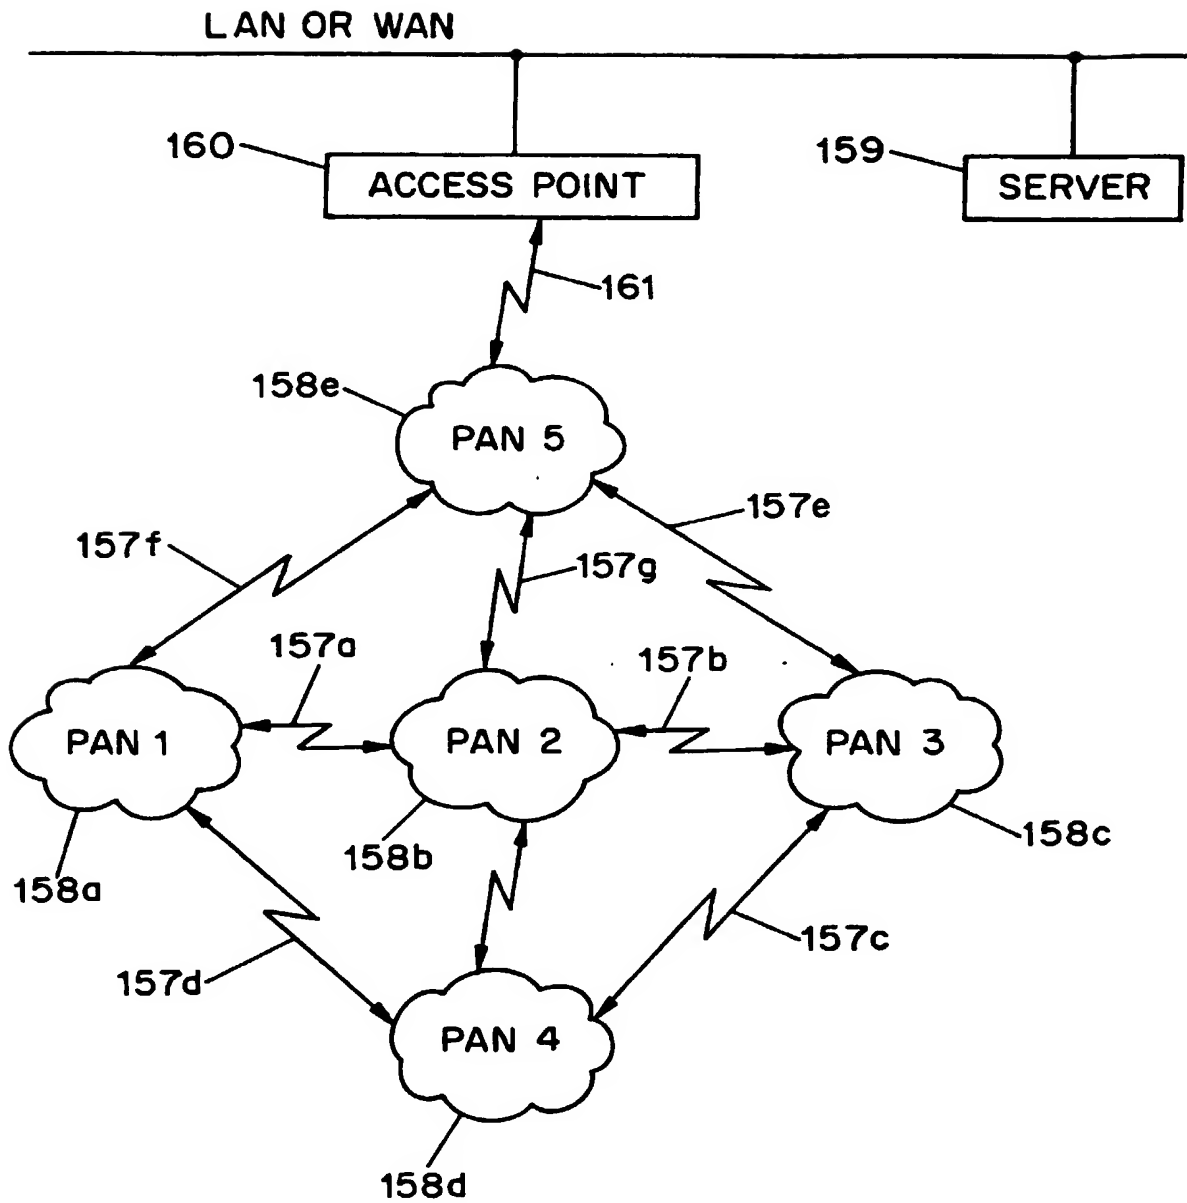 LAN OR WAN
160
ACCESS POINT
159
SERVER
161
158e
PAN 5
157e
157f
157g
157a
157b
PAN 1
PAN 2
PAN 3
158a
158b
158c
157d
157c
PAN 4
158d